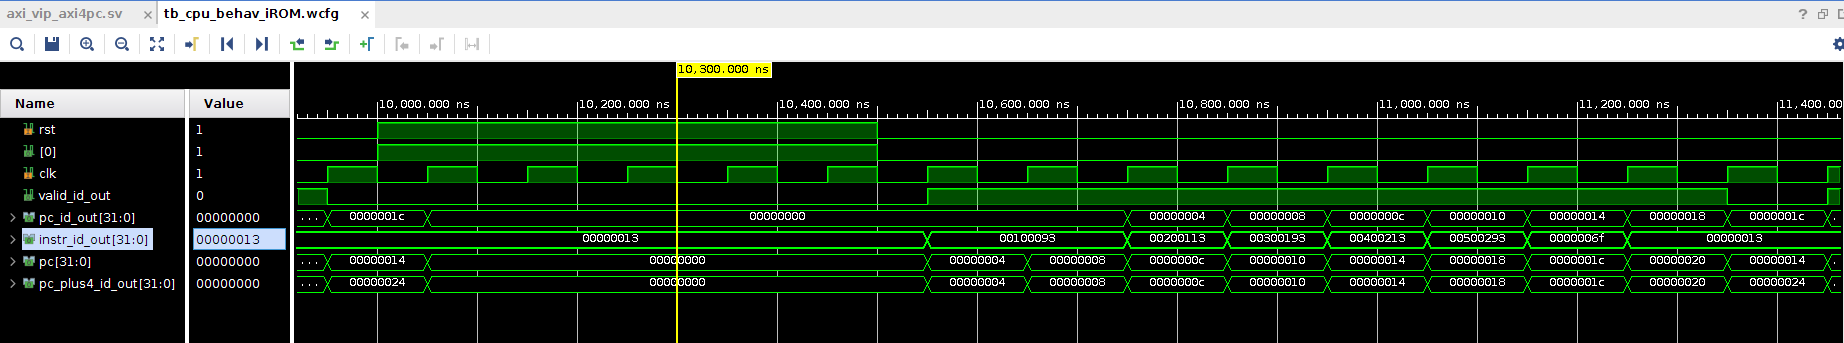 axi_vip_axi4pc.sv × tb_cpu_behav_iROM.wcfg ×
?
10,300.000 ns
Name Value
10,000.000 ns 10,200.000 ns 10,400.000 ns 10,600.000 ns 10,800.000 ns 11,000.000 ns 11,200.000 ns 11,400.00
rst 1
[0] 1
clk 1
valid_id_out 0
pc_id_out[31:0] 00000000 ... 0000001c 00000000 00000004 00000008 0000000c 00000010 00000014 00000018 0000001c .
instr_id_out[31:0] 00000013 00000013 00100093 00200113 00300193 00400213 00500293 0000006f 00000013
pc[31:0] 00000000 ... 00000014 00000000 00000004 00000008 0000000c 00000010 00000014 00000018 0000001c 00000020 00000014 .
pc_plus4_id_out[31:0] 00000000 ... 00000024 00000000 00000004 00000008 0000000c 00000010 00000014 00000018 0000001c 00000020 00000024 .